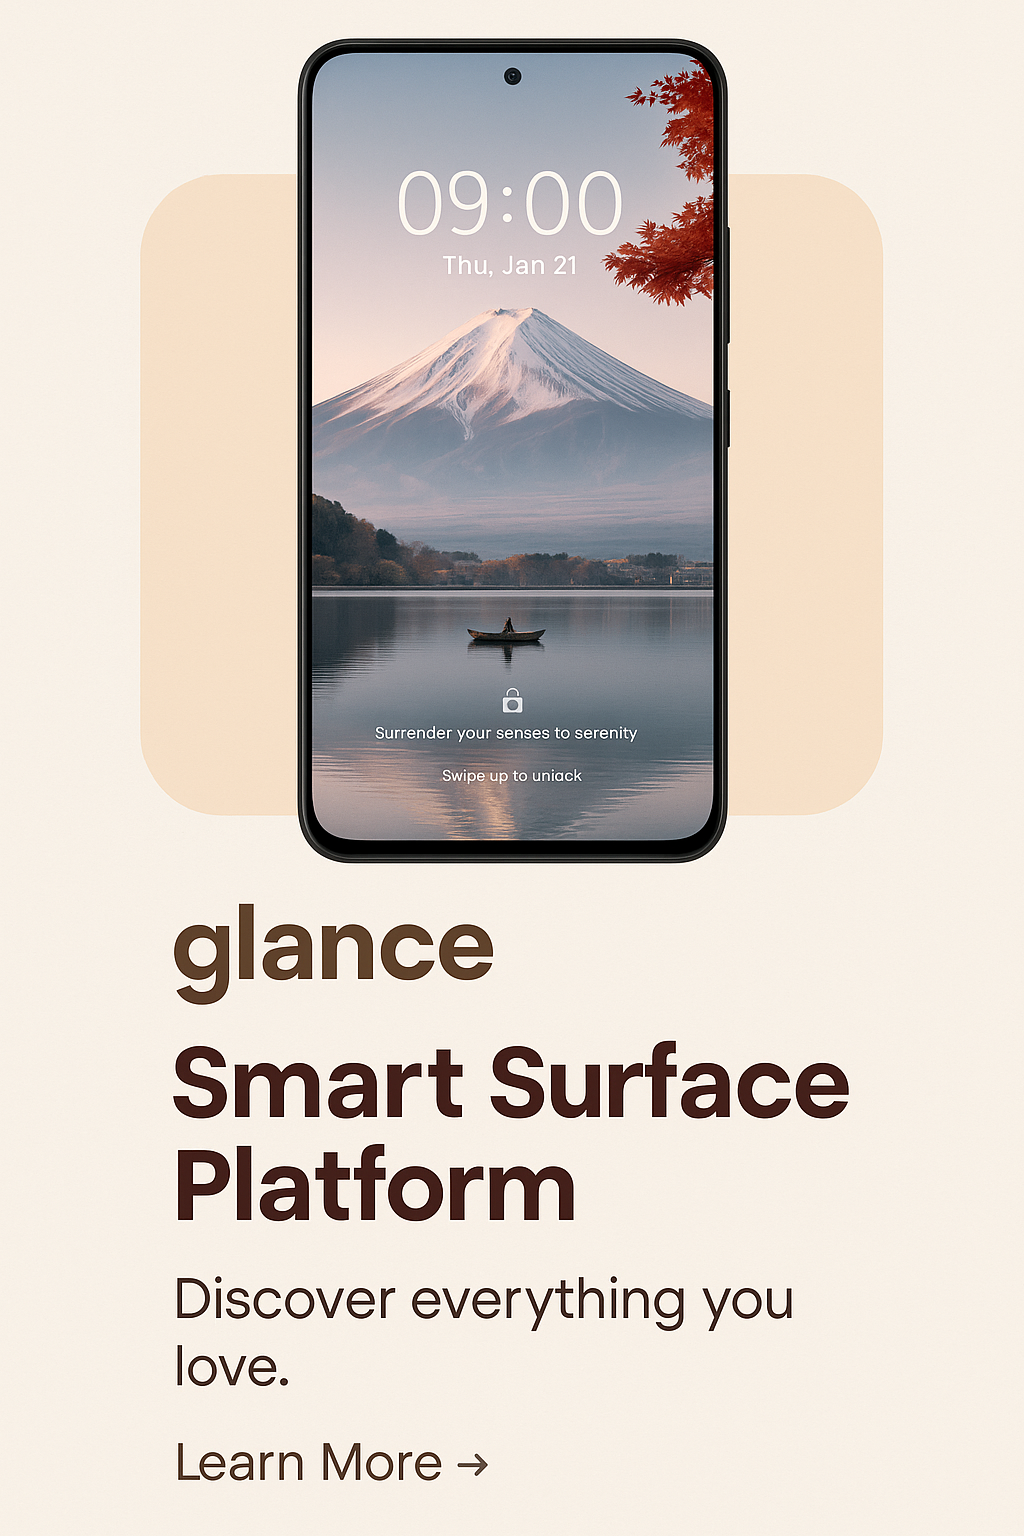 09:00
Thu, Jan 21
Surrender your senses to serenity
Swipe up to uniack
glance
Smart Surface
Platform
Discover everything you
love.
Learn More →